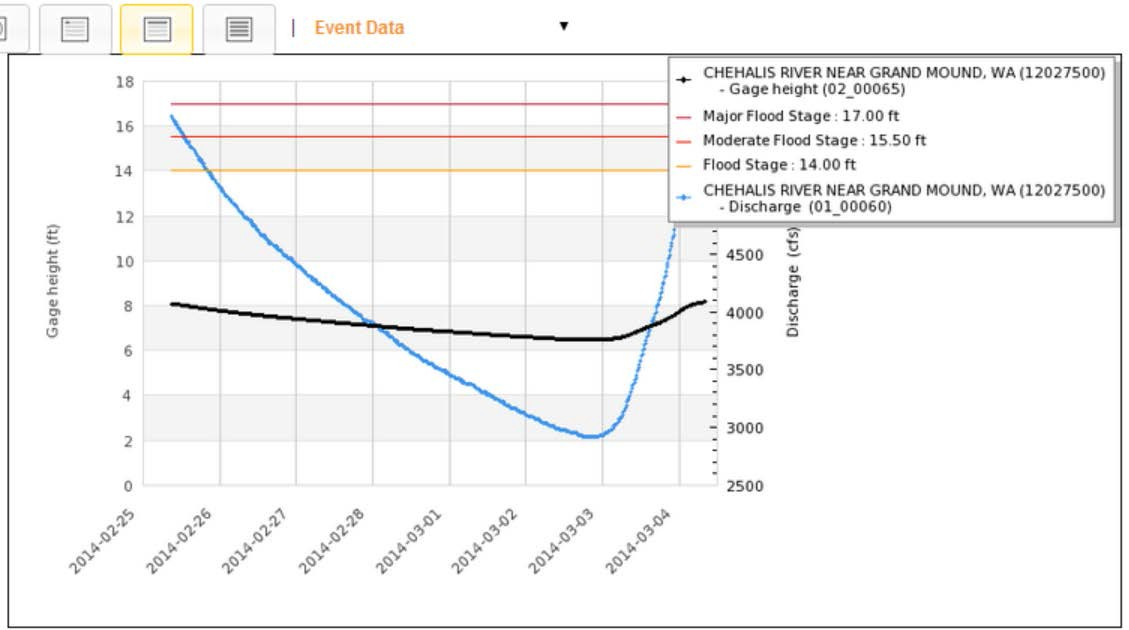 | Event Data ▼
CHEHALIS RIVER NEAR GRAND MOUND, WA (12027500)
- Gage height (02_00065)
Major Flood Stage : 17.00 ft
Moderate Flood Stage : 15.50 ft
Flood Stage : 14.00 ft
CHEHALIS RIVER NEAR GRAND MOUND, WA (12027500)
- Discharge (01_00060)
Gage height (ft)
18
16
14
12
10
8
6
4
2
0
4500
4000
3500
3000
2500
Discharge (cfs)
2014-02-25
2014-02-26
2014-02-27
2014-02-28
2014-03-01
2014-03-02
2014-03-03
2014-03-04